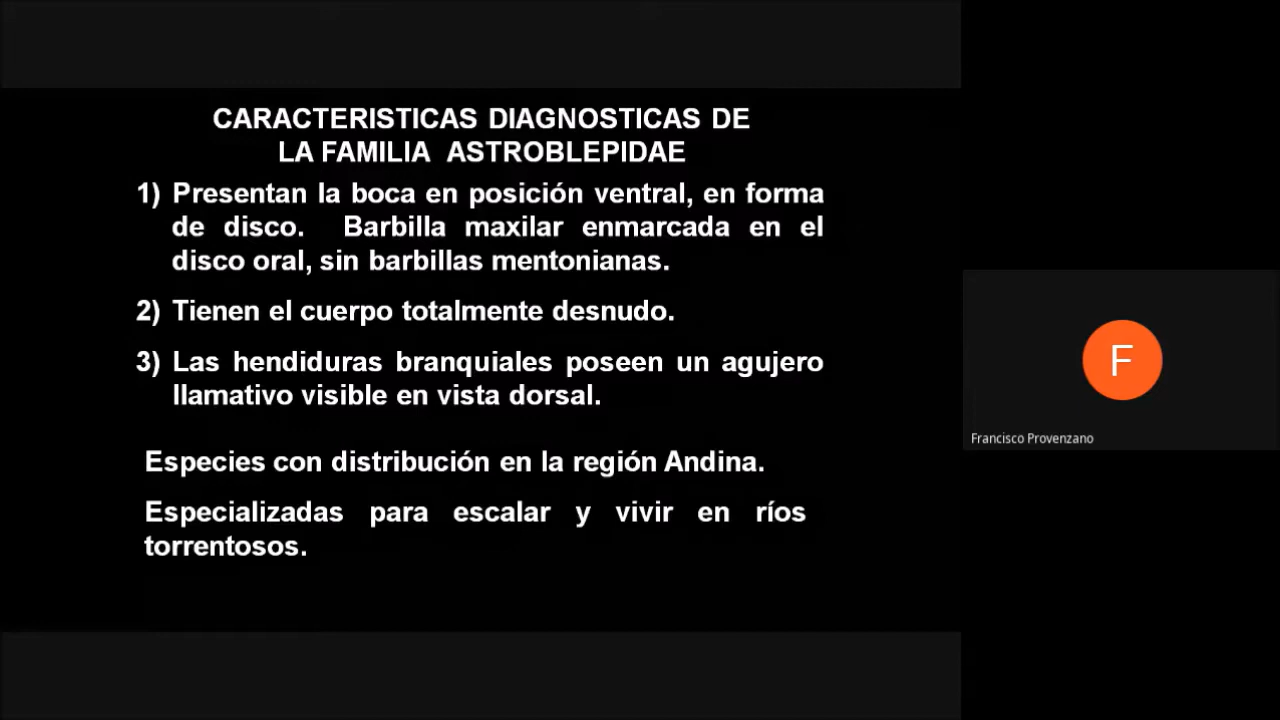 CARACTERISTICAS DIAGNOSTICAS DE
LA FAMILIA ASTROBLEPIDAE
1) Presentan la boca en posición ventral, en forma
de disco. Barbilla maxilar enmarcada en el
disco oral, sin barbillas mentonianas.
2) Tienen el cuerpo totalmente desnudo.
3) Las hendiduras branquiales poseen un agujero
llamativo visible en vista dorsal.
Especies con distribución en la región Andina.
Especializadas para escalar y vivir en ríos
torrentosos.
F
Francisco Provenzano